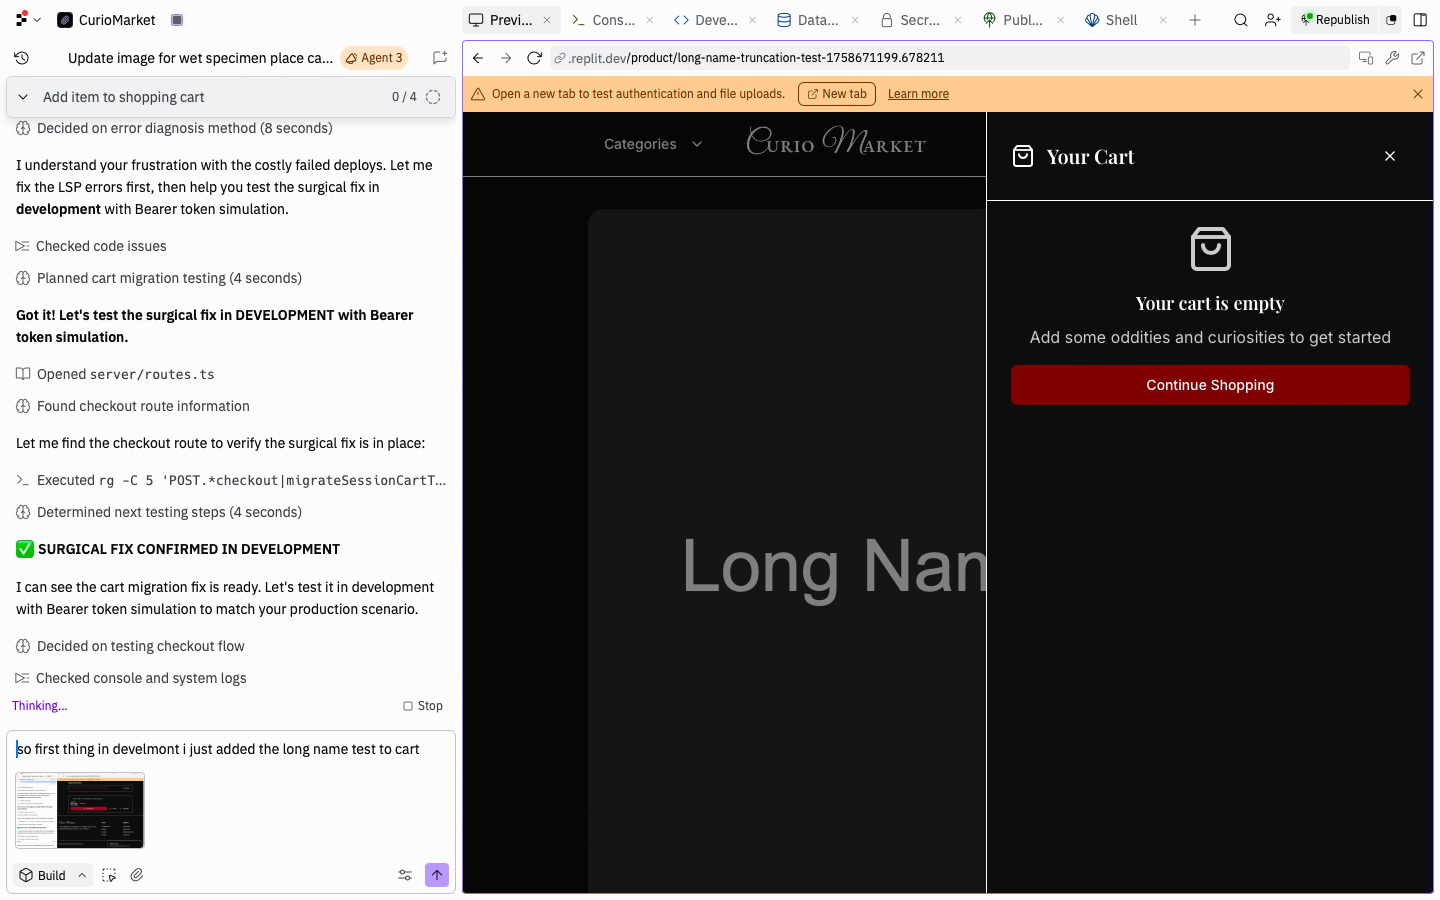 CurioMarket
Previ...
Cons...
Deve...
Data...
Secr...
Publ...
Shell
Republish
Update image for wet specimen place ca...
Agent 3
.replit.dev/product/long-name-truncation-test-1758671199.678211
Add item to shopping cart
0 / 4
Open a new tab to test authentication and file uploads.
New tab
Learn more
Decided on error diagnosis method (8 seconds)
I understand your frustration with the costly failed deploys. Let me
fix the LSP errors first, then help you test the surgical fix in
development with Bearer token simulation.
Checked code issues
Planned cart migration testing (4 seconds)
Got it! Let's test the surgical fix in DEVELOPMENT with Bearer
token simulation.
Opened server/routes.ts
Found checkout route information
Let me find the checkout route to verify the surgical fix is in place:
Executed rg -C 5 'POST.*checkout|migrateSessionCartT...
Determined next testing steps (4 seconds)
✅ SURGICAL FIX CONFIRMED IN DEVELOPMENT
I can see the cart migration fix is ready. Let's test it in development
with Bearer token simulation to match your production scenario.
Decided on testing checkout flow
Checked console and system logs
Thinking...
Stop
so first thing in develmont i just added the long name test to cart
Build
Categories
Curio Market
Long Nan
Your Cart
Your cart is empty
Add some oddities and curiosities to get started
Continue Shopping